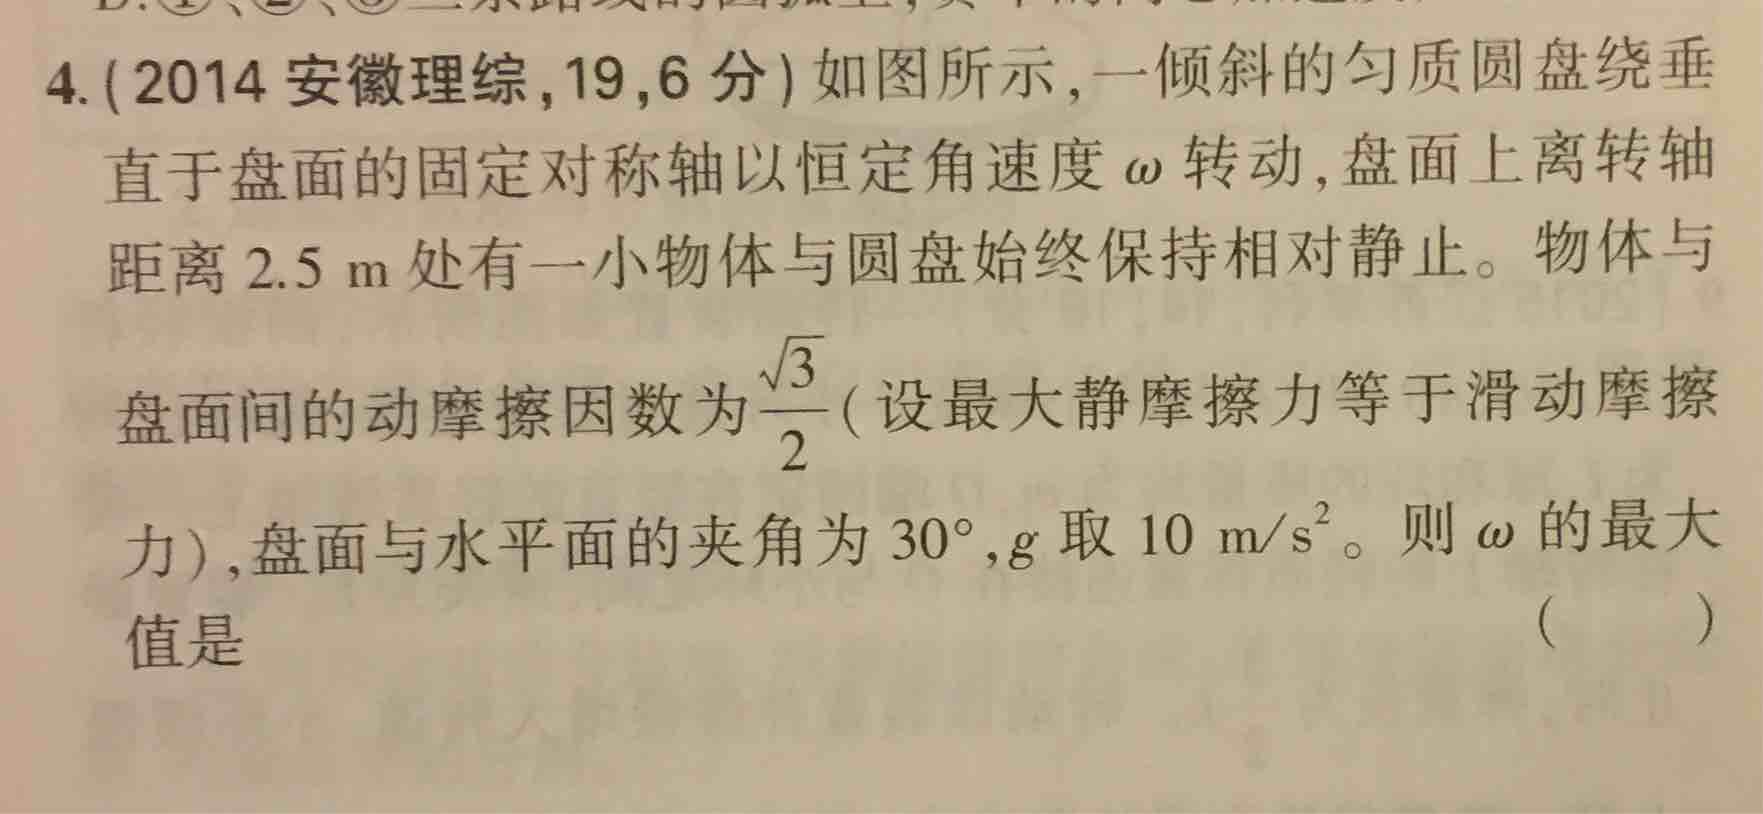 4.(2014 安徽理综,19,6 分)如图所示,一倾斜的匀质圆盘绕垂
直于盘面的固定对称轴以恒定角速度 ω 转动,盘面上离转轴
距离 2.5 m 处有一小物体与圆盘始终保持相对静止。物体与
盘面间的动摩擦因数为√3/2(设最大静摩擦力等于滑动摩擦
力),盘面与水平面的夹角为 30°,g 取 10 m/s²。则 ω 的最大
值是 ( )